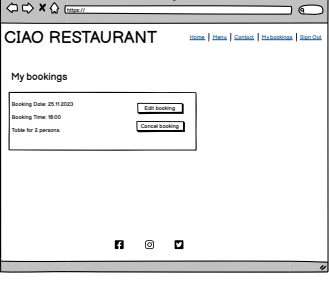 https://
CIAO RESTAURANT
Home | Menu | Contact | My bookings | Sign Out
My bookings
Booking Date: 25.11.2023
Edit booking
Booking Time: 18:00
Cancel booking
Table for 2 persons